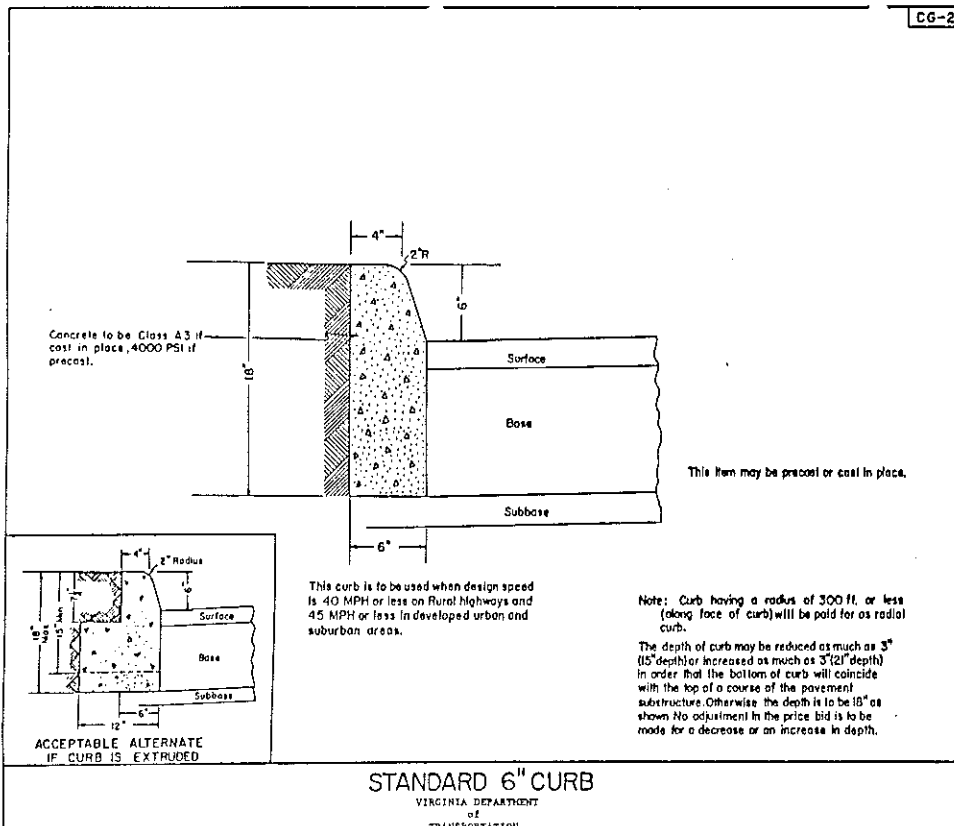 CG-2
4"
2"R
6"
Concrete to be Class A3 if
cast in place, 4000 PSI if
precast.
18"
Surface
Base
This item may be precast or cast in place.
Subbase
6"
4"
2" Radius
6"
18" Max
15" Min
Surface
Base
Subbase
6"
12"
ACCEPTABLE ALTERNATE
IF CURB IS EXTRUDED
This curb is to be used when design speed
is 40 MPH or less on Rural highways and
45 MPH or less in developed urban and
suburban areas.
Note: Curb having a radius of 300 ft. or less
(along face of curb) will be paid for as radial
curb.
The depth of curb may be reduced as much as 3"
(15" depth) or increased as much as 3" (21" depth)
in order that the bottom of curb will coincide
with the top of a course of the pavement
substructure. Otherwise the depth is to be 18" as
shown No adjustment in the price bid is to be
made for a decrease or an increase in depth.
STANDARD 6" CURB
VIRGINIA DEPARTMENT
of
TRANSPORTATION